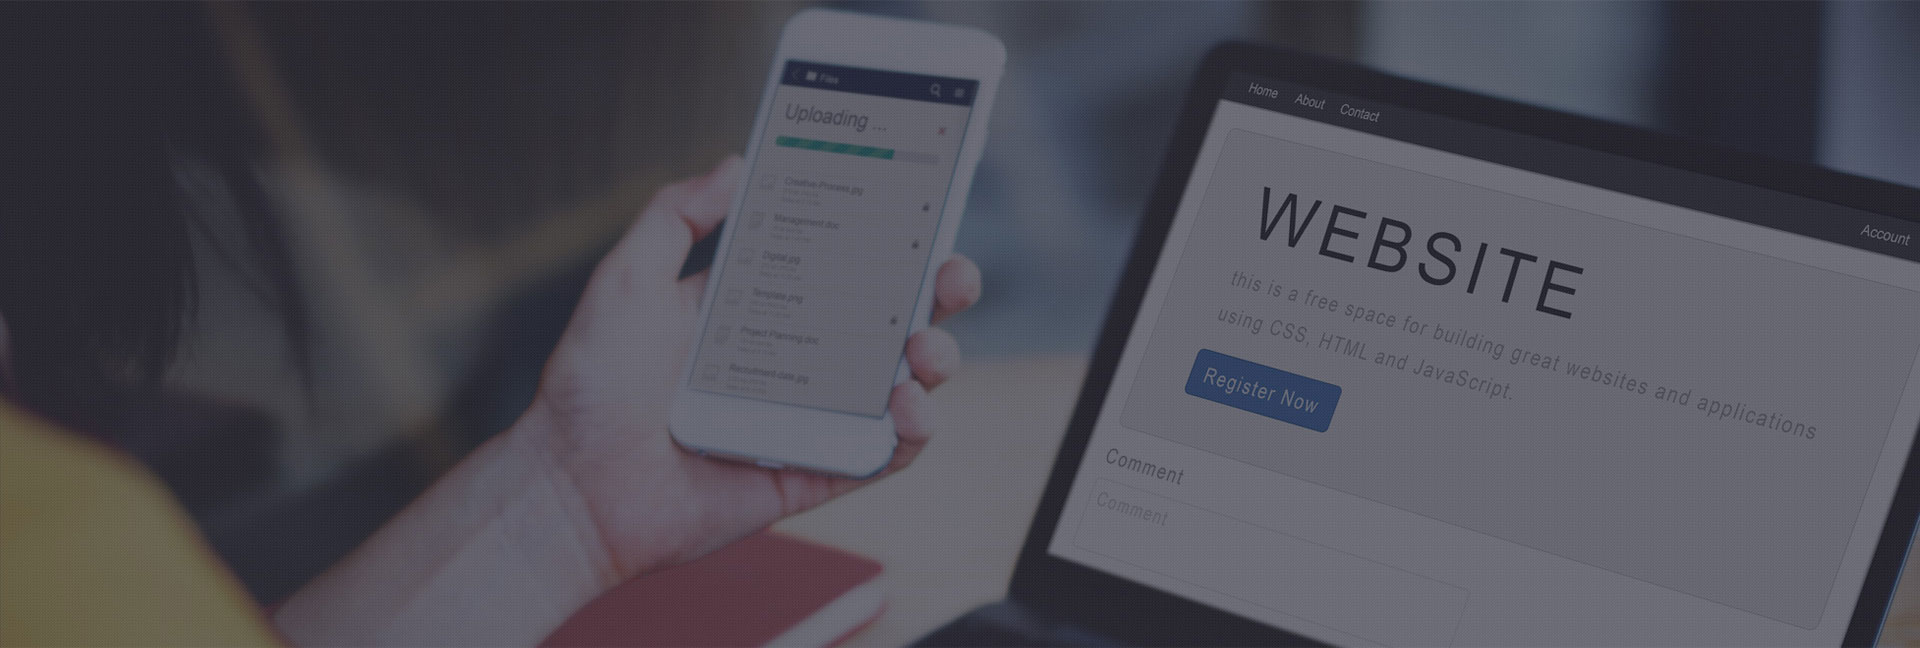 Files
Uploading ...
Creative Process.jpg
Management.doc
Digital.jpg
Template.png
Project Planning.doc
Recruitment-date.jpg
Home About Contact
Account
WEBSITE
this is a free space for building great websites and applications
using CSS, HTML and JavaScript.
Register Now
Comment
Comment